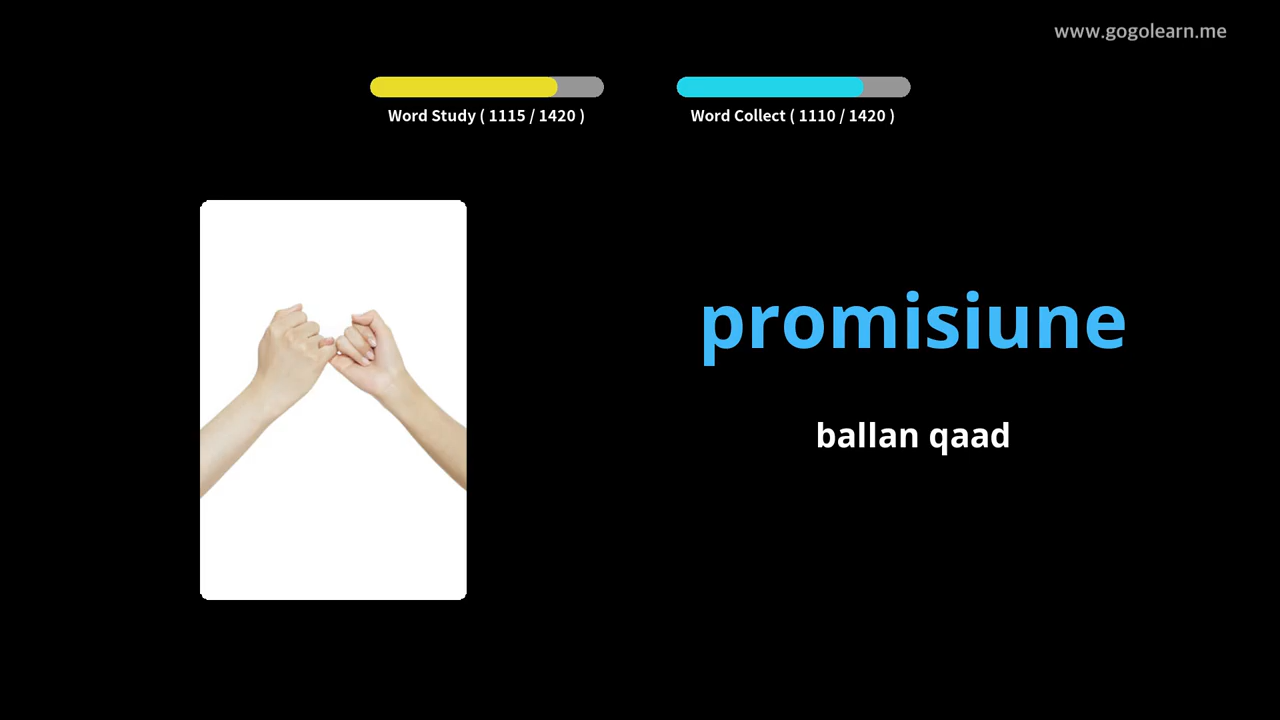 www.gogolearn.me
Word Study ( 1115 / 1420 )
Word Collect ( 1110 / 1420 )
promisiune
ballan qaad